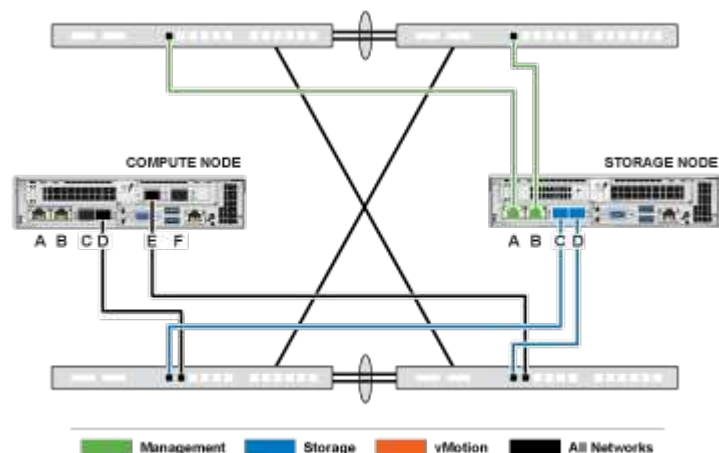 COMPUTE NODE
STORAGE NODE
A B C D E F
A B C D
Management Storage vMotion All Networks